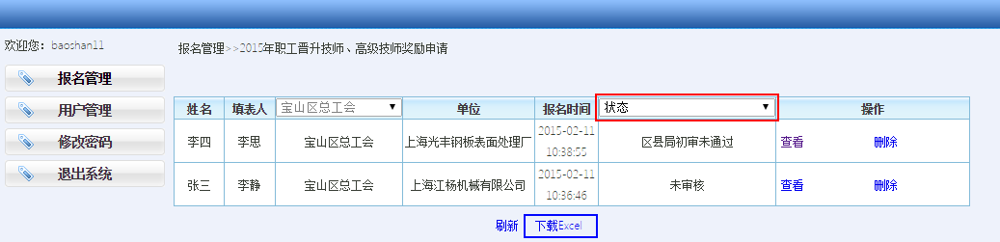 欢迎您：baoshan11
报名管理>>2015年职工晋升技师、高级技师奖励申请
报名管理
用户管理
修改密码
退出系统
姓名 填表人 宝山区总工会 单位 报名时间 状态 操作
李四 李思 宝山区总工会 上海光丰钢板表面处理厂 2015-02-11 区县局初审未通过 查看 删除
10:38:55
张三 李静 宝山区总工会 上海江杨机械有限公司 2015-02-11 未审核 查看 删除
10:36:46
刷新 下载Excel